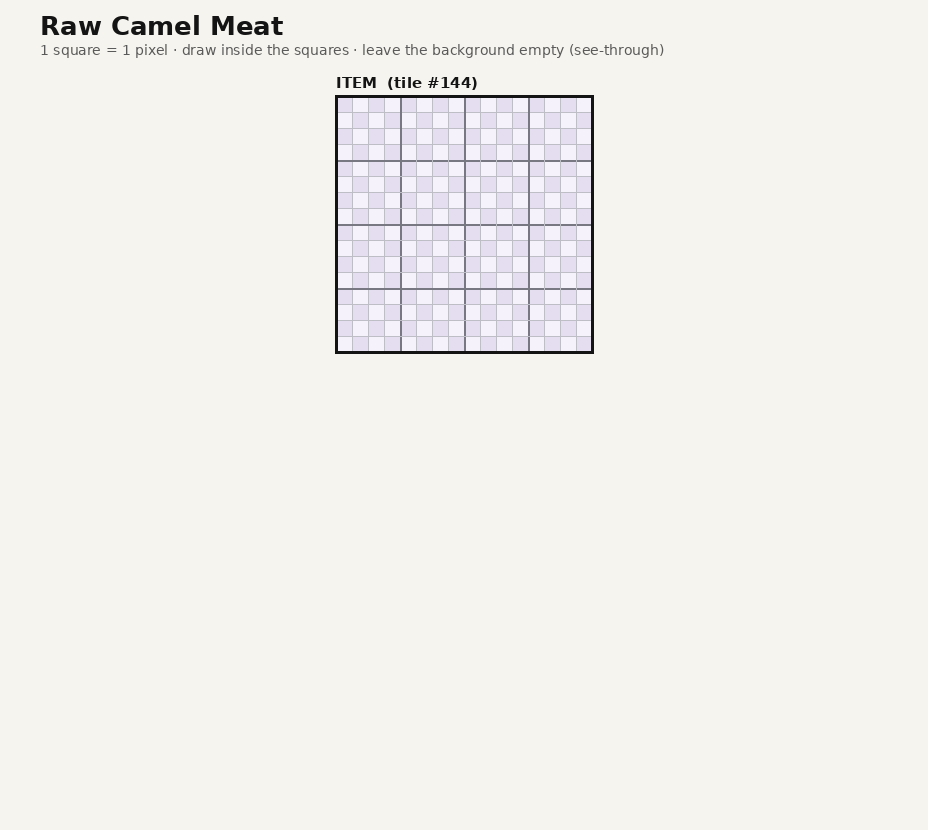 Raw Camel Meat
1 square = 1 pixel · draw inside the squares · leave the background empty (see-through)
ITEM (tile #144)